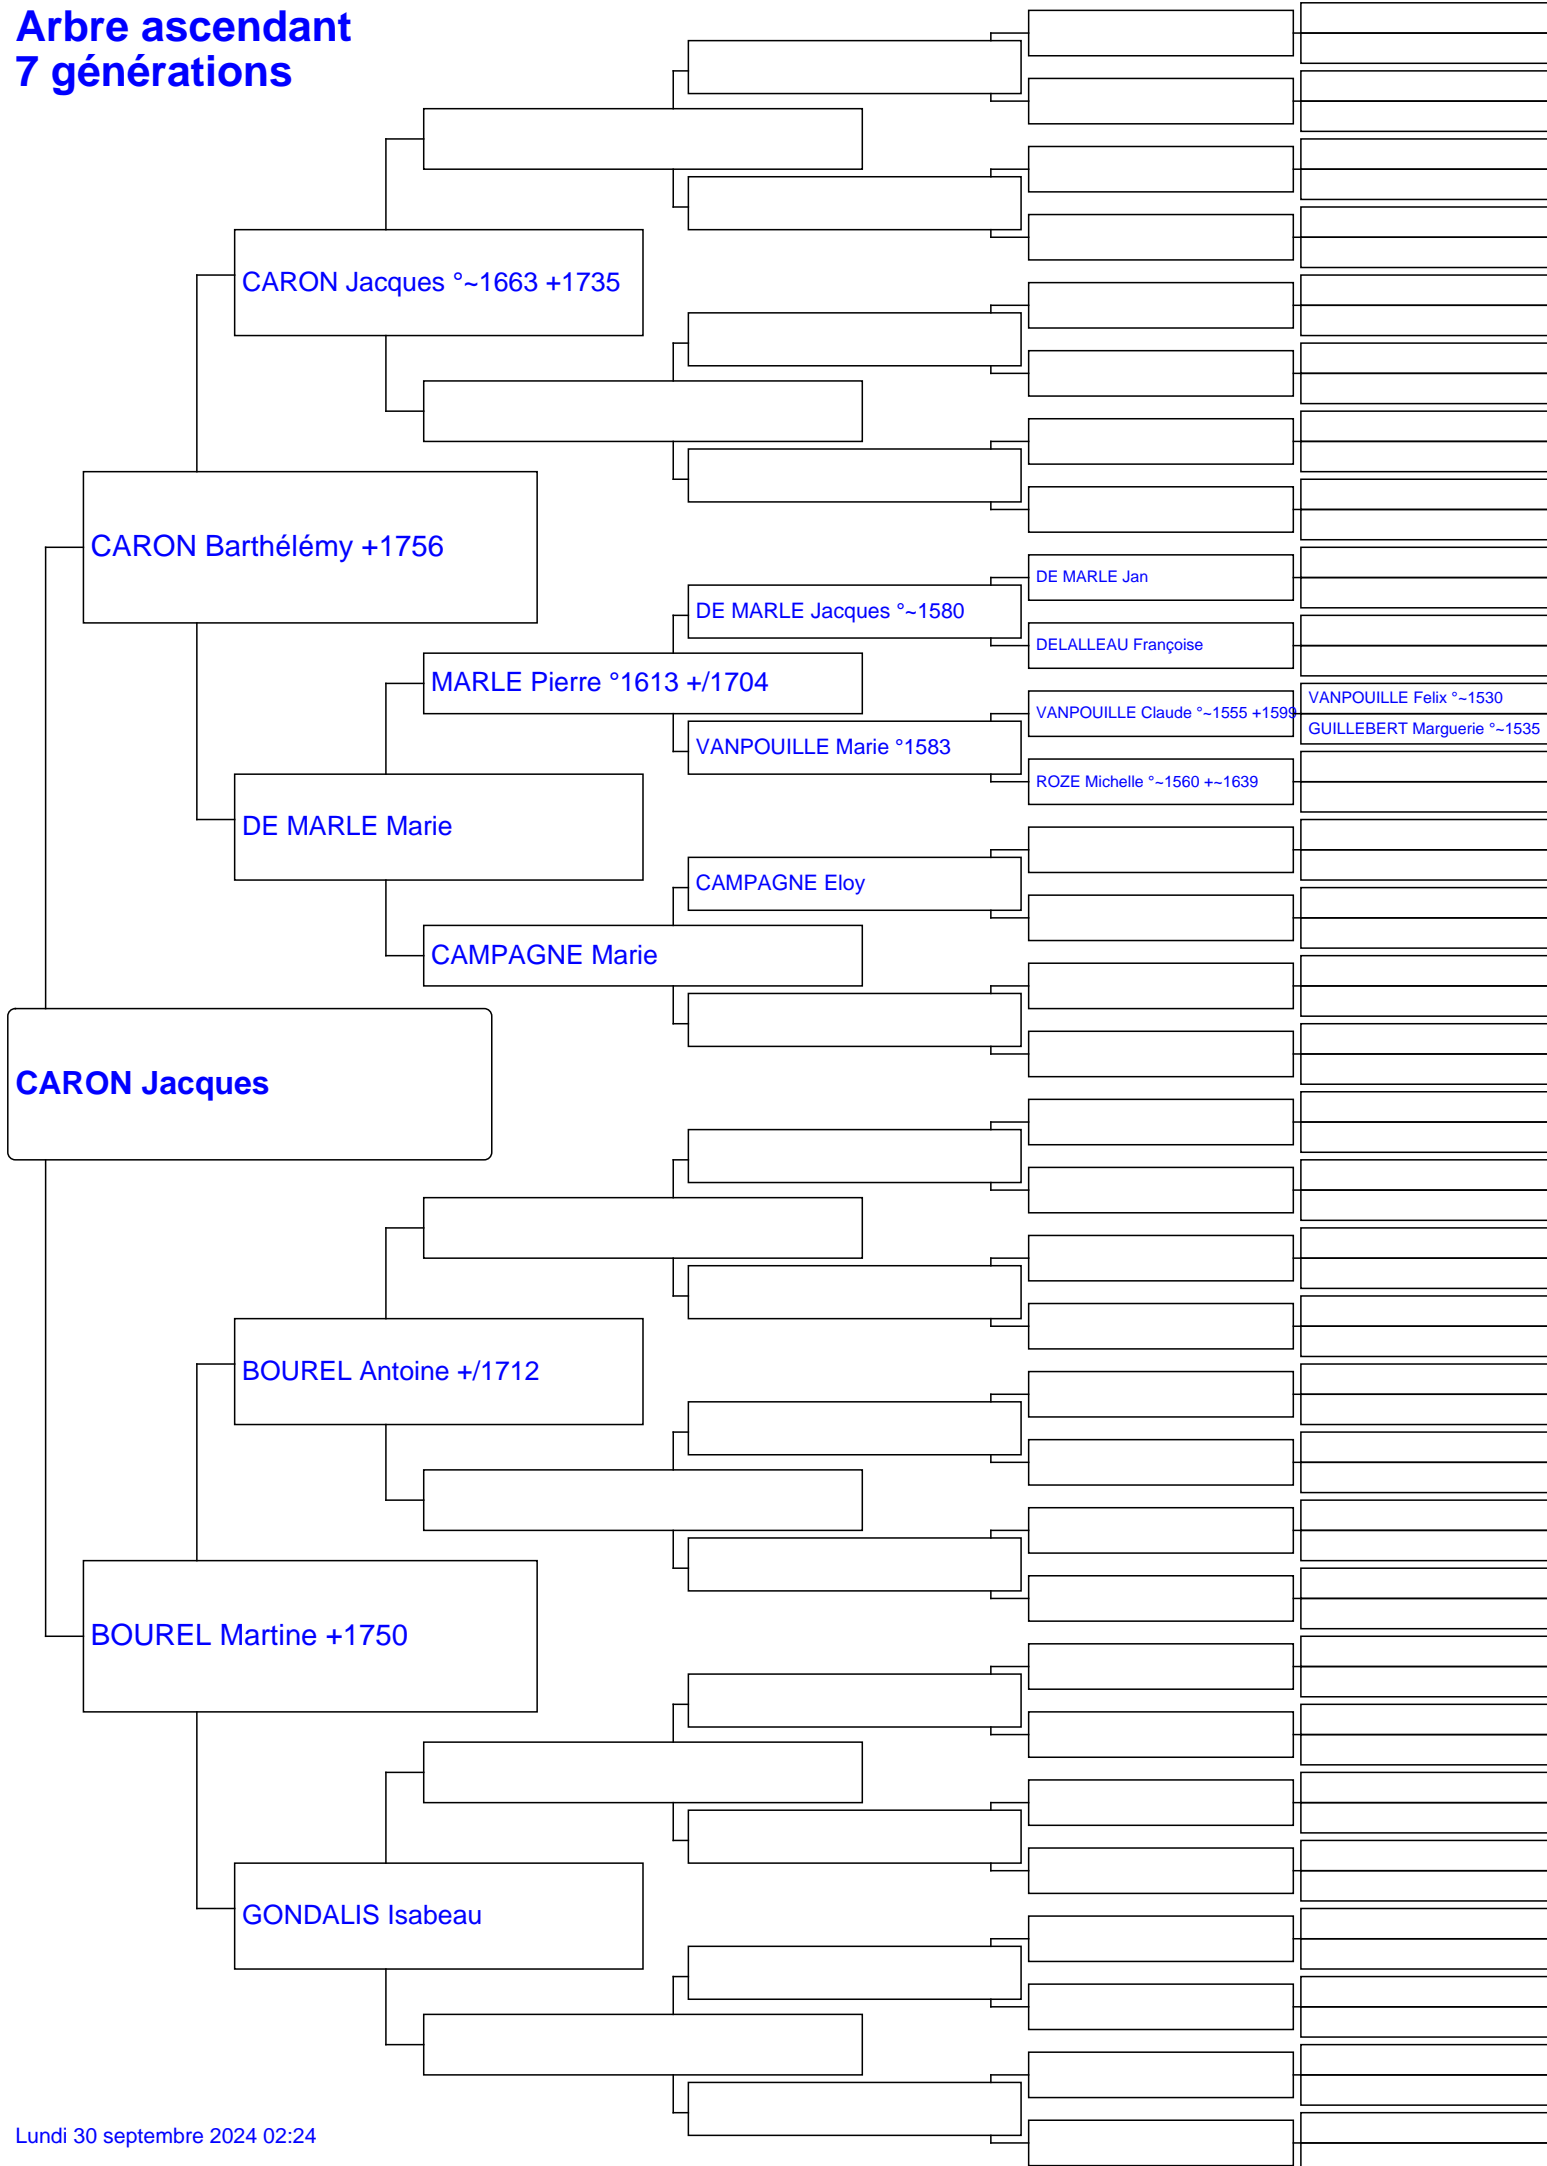 Arbre ascendant
7 générations
CARON Jacques °~1663 +1735
CARON Barthélémy +1756
DE MARLE Jan
DE MARLE Jacques °~1580
DELALLEAU Françoise
MARLE Pierre °1613 +/1704
VANPOUILLE Felix °~1530
VANPOUILLE Claude °~1555 +1599
GUILLEBERT Marguerie °~1535
VANPOUILLE Marie °1583
ROZE Michelle °~1560 +~1639
DE MARLE Marie
CAMPAGNE Eloy
CAMPAGNE Marie
CARON Jacques
BOUREL Antoine +/1712
BOUREL Martine +1750
GONDALIS Isabeau
Lundi 30 septembre 2024 02:24